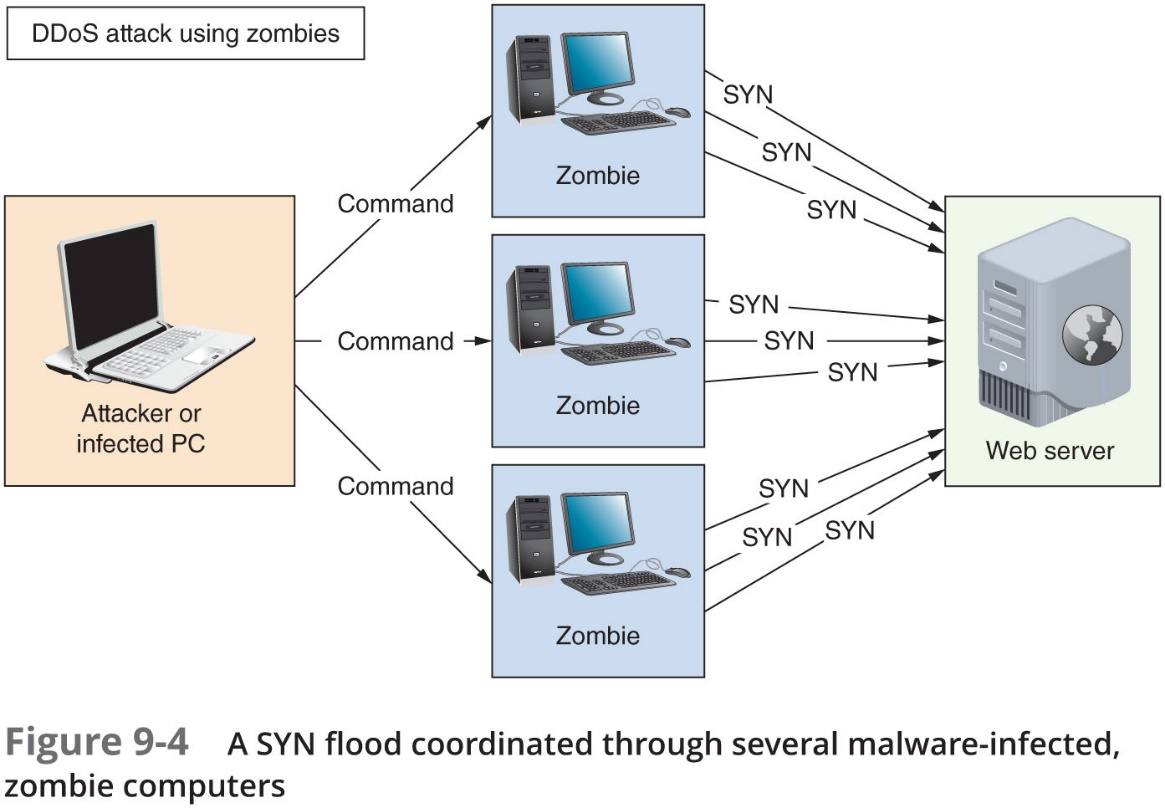 DDoS attack using zombies
Zombie
SYN
SYN
SYN
Command
Attacker or
infected PC
Command
Zombie
SYN
SYN
SYN
Web server
Command
Zombie
SYN
SYN
SYN
Figure 9-4 A SYN flood coordinated through several malware-infected,
zombie computers